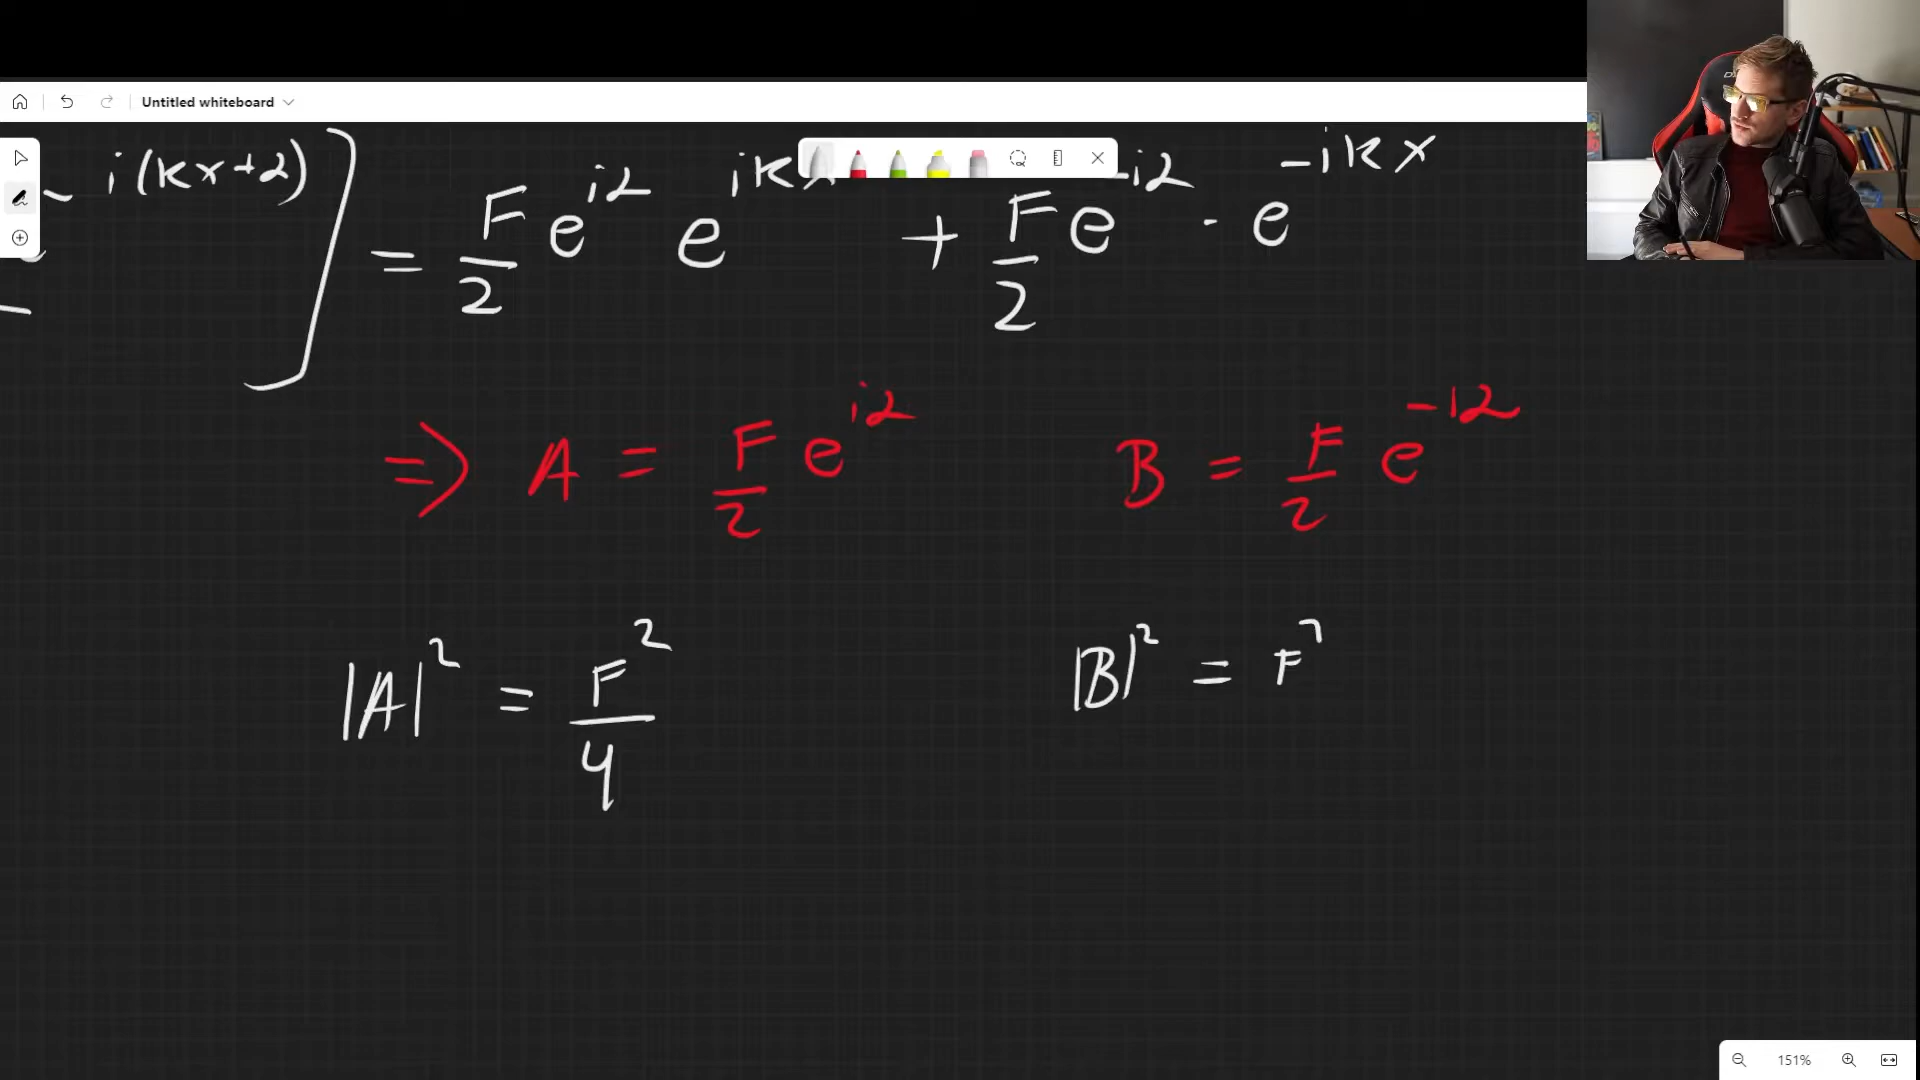 Untitled whiteboard
- i(kx+2) ] = F/2 e^{i2} e^{ikx} + F/2 e^{-i2} · e^{-ikx}
=> A = F/2 e^{i2} B = F/2 e^{-i2}
|A|² = F²/4 |B|² = F²
151%